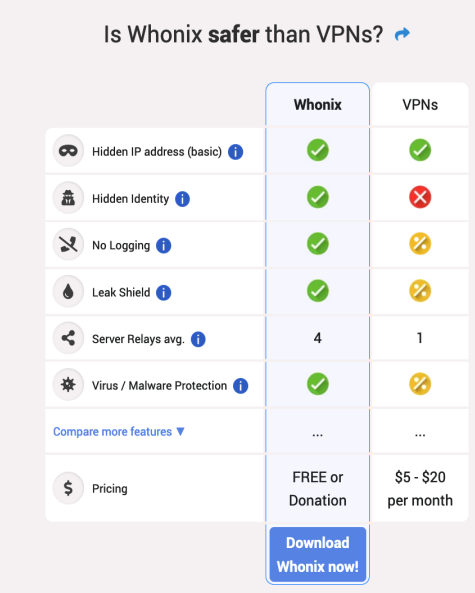 Is Whonix safer than VPNs?
Whonix VPNs
Hidden IP address (basic)
Hidden Identity
No Logging
Leak Shield
Server Relays avg. 4 1
Virus / Malware Protection
Compare more features ▼ ... ...
Pricing FREE or $5 - $20
Donation per month
Download
Whonix now!